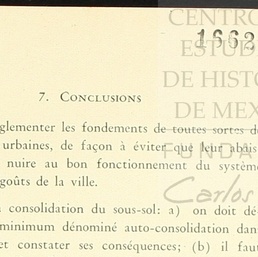 CENTRO
1662
ESTUD
DE HISTO
DE MEX
FUNDA
Carlos
7. CONCLUSIONS
glementer les fondements de toutes sortes de
urbaines, de façon à éviter que leur abais
nuire au bon fonctionnement du système
goûts de la ville.
consolidation du sous-sol: a) on doit dé
minimum dénominé auto-consolidation dan
et constater ses conséquences; (b) il faut